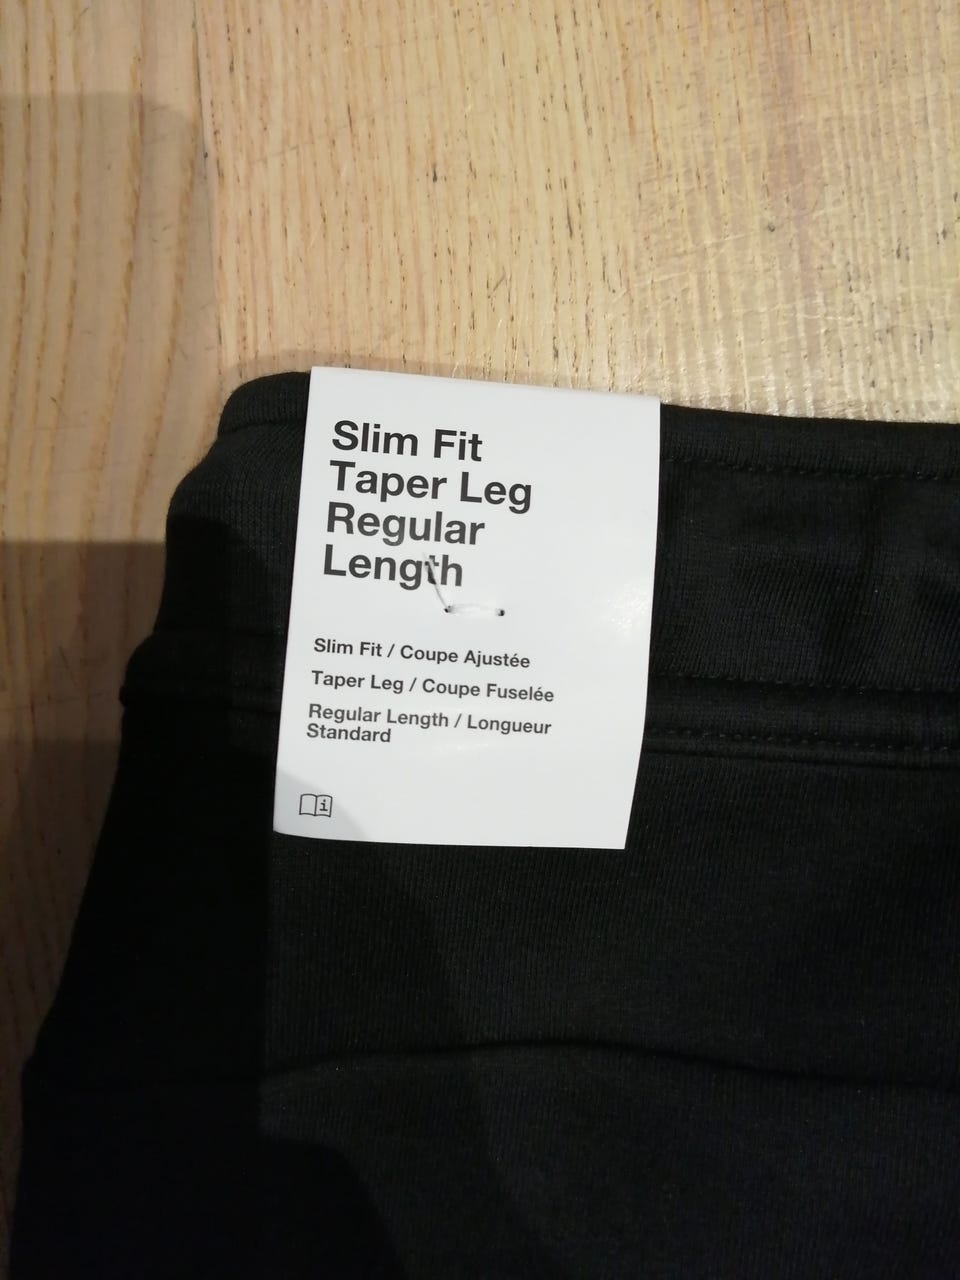 Slim Fit
Taper Leg
Regular
Length
Slim Fit / Coupe Ajustée
Taper Leg / Coupe Fuselée
Regular Length / Longueur
Standard
i